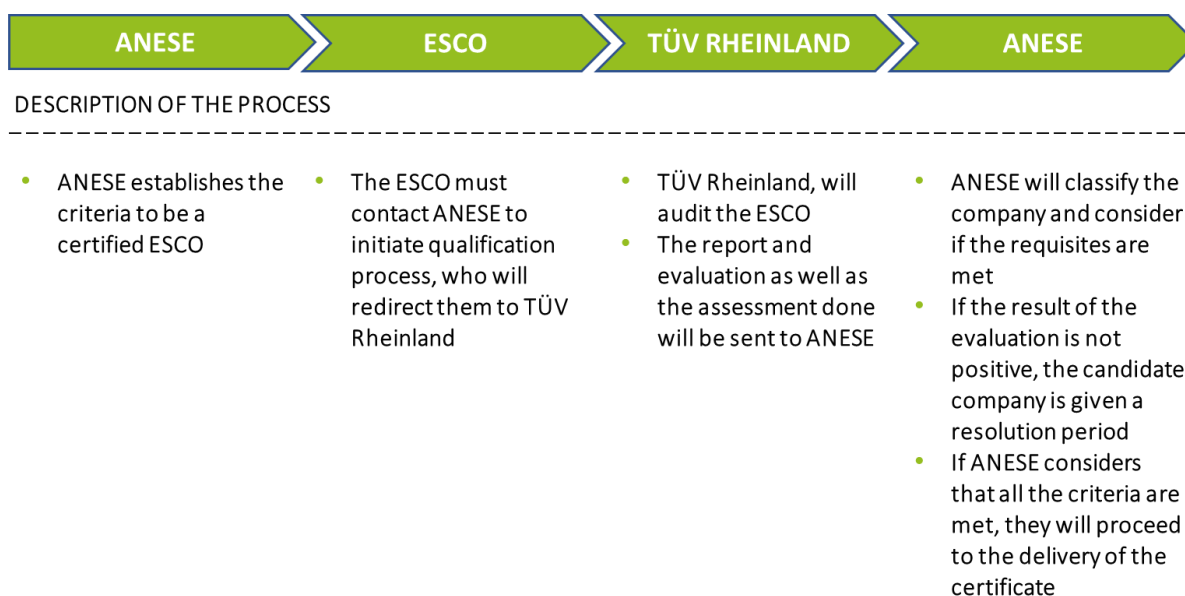 ANESE
ESCO
TÜV RHEINLAND
ANESE
DESCRIPTION OF THE PROCESS
• ANESE establishes the
criteria to be a
certified ESCO
• The ESCO must
contact ANESE to
initiate qualification
process, who will
redirect them to TÜV
Rheinland
• TÜV Rheinland, will
audit the ESCO
• The report and
evaluation as well as
the assessment done
will be sent to ANESE
• ANESE will classify the
company and consider
if the requisites are
met
• If the result of the
evaluation is not
positive, the candidate
company is given a
resolution period
• If ANESE considers
that all the criteria are
met, they will proceed
to the delivery of the
certificate